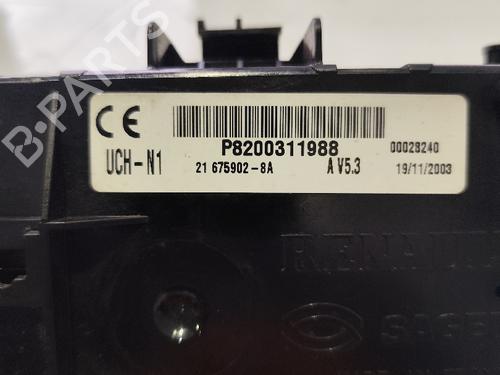 B-PARTS
CE
P8200311988
00028240
UCH-N1
21 675902-8A
A V5.3
19/11/2003
RENAULT